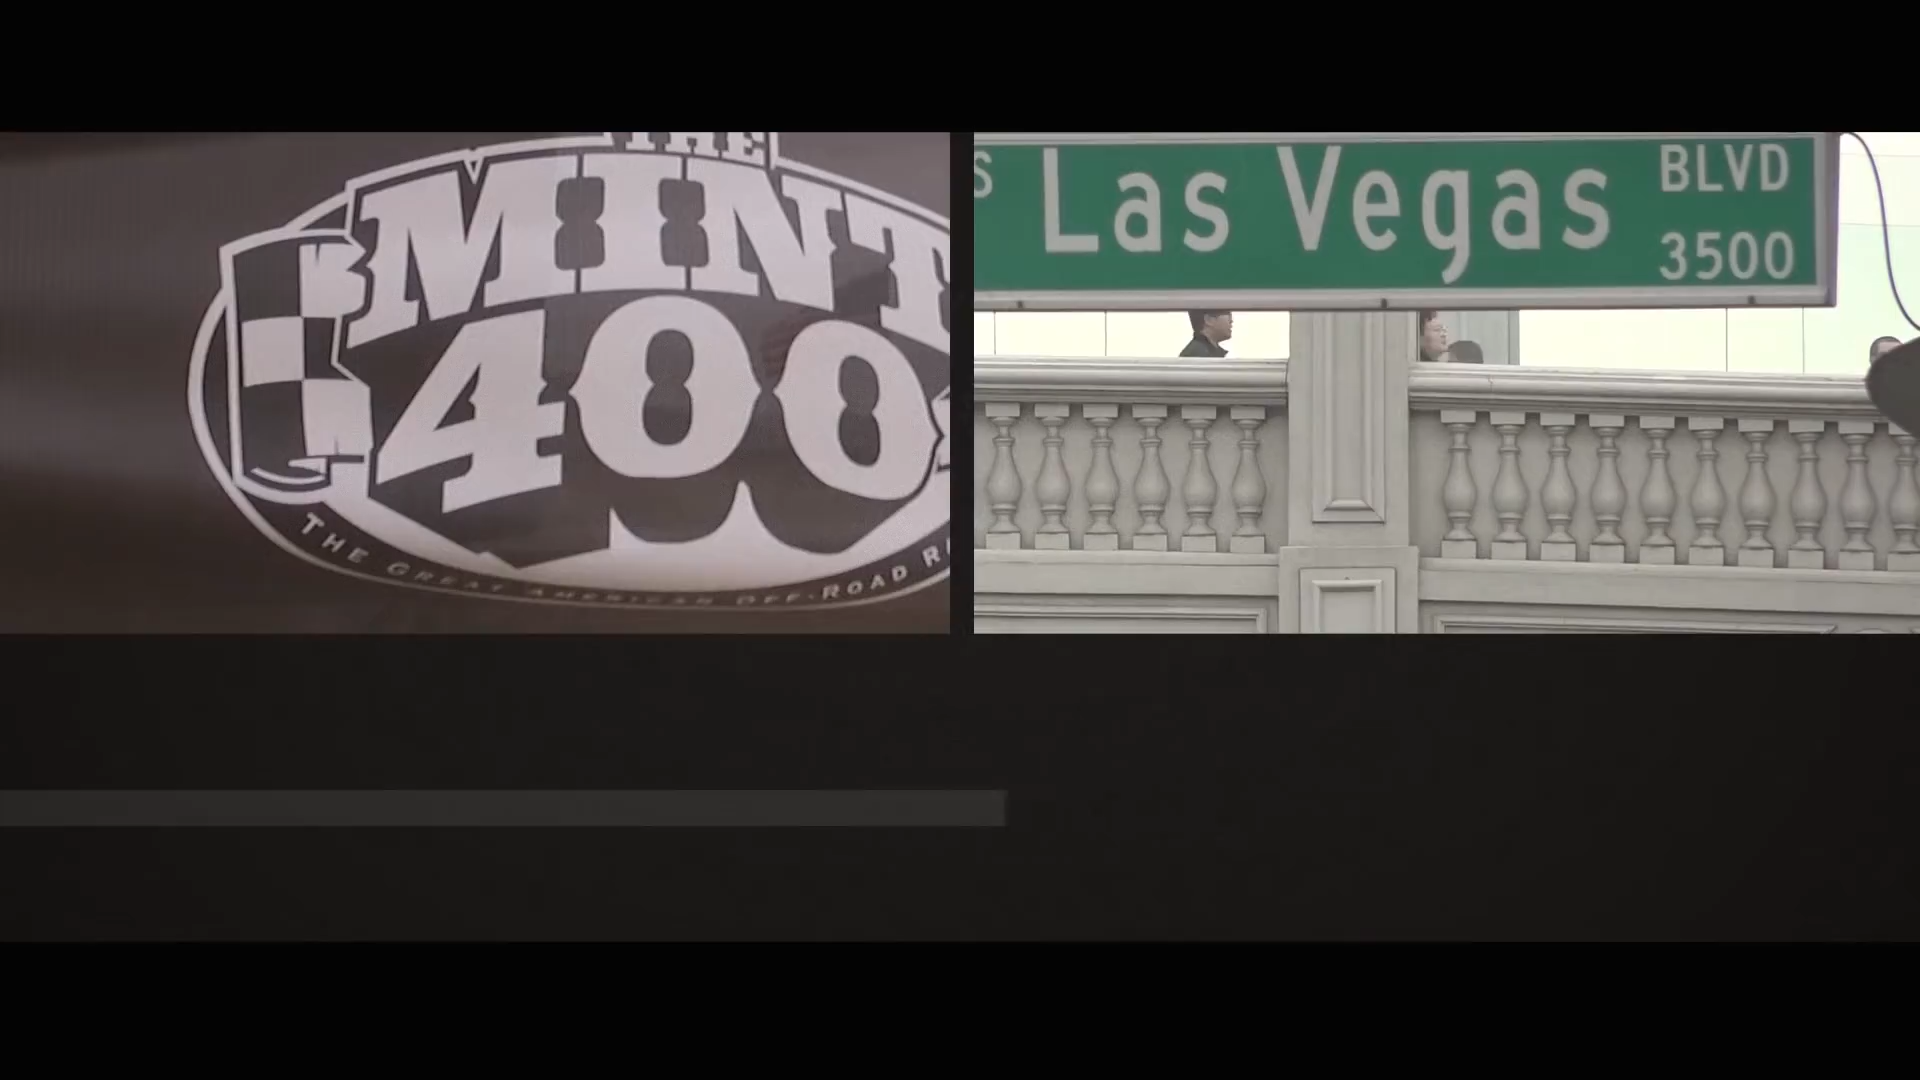 THE
MINT
400
THE GREAT AMERICAN OFF-ROAD R
S Las Vegas BLVD
3500